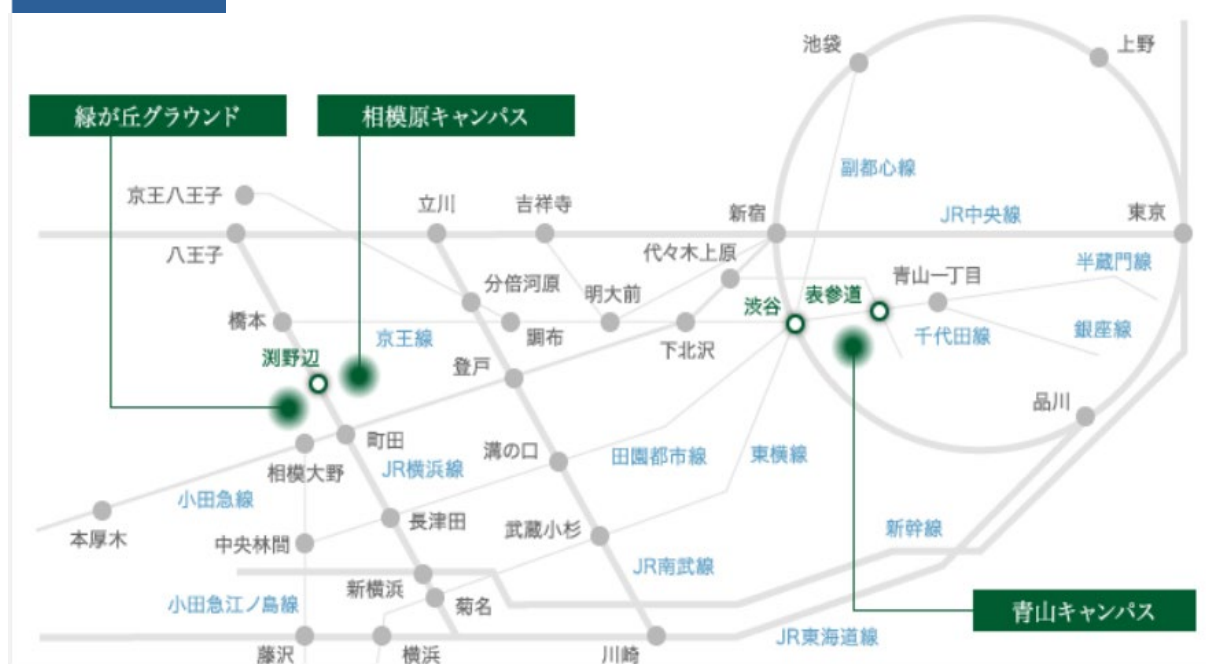 池袋
上野
緑が丘グラウンド
相模原キャンパス
副都心線
京王八王子
立川
吉祥寺
新宿
JR中央線
東京
八王子
代々木上原
半蔵門線
分倍河原
明大前
青山一丁目
渋谷
表参道
橋本
京王線
調布
下北沢
千代田線
銀座線
渕野辺
登戸
品川
町田
相模大野
JR横浜線
溝の口
田園都市線
東横線
小田急線
本厚木
中央林間
長津田
武蔵小杉
新幹線
JR南武線
新横浜
菊名
小田急江ノ島線
青山キャンパス
藤沢
横浜
川崎
JR東海道線